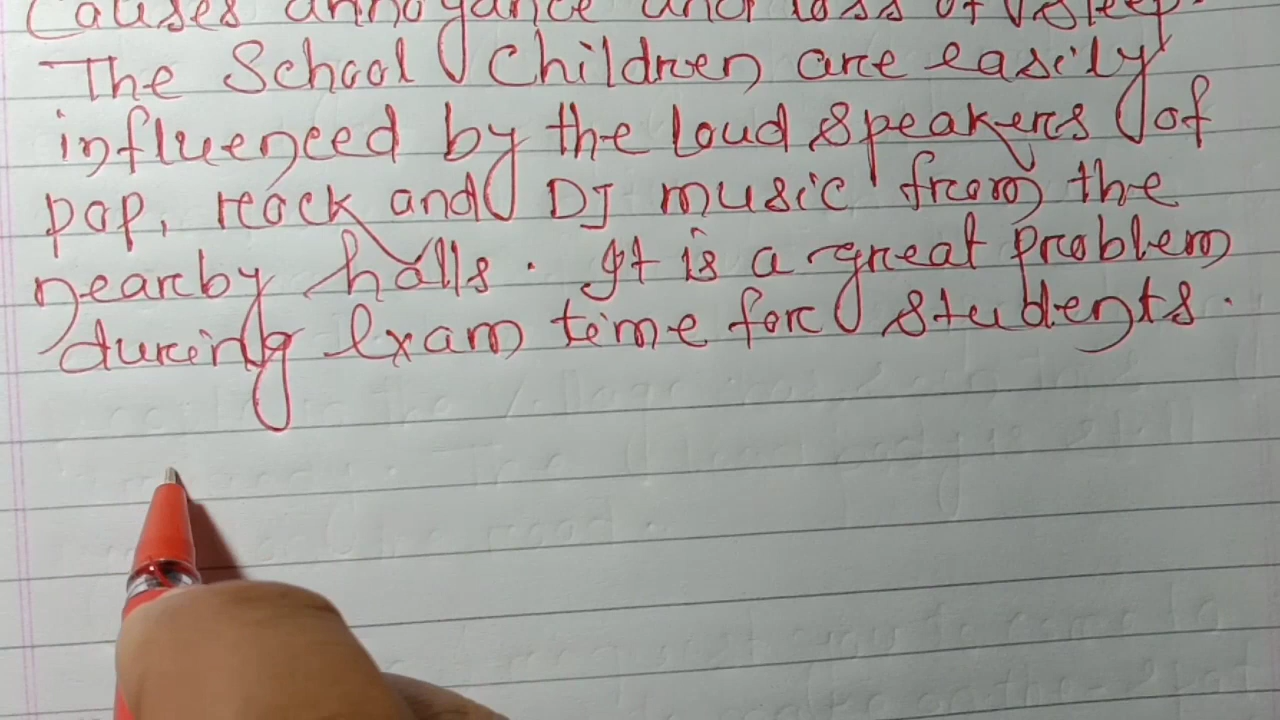 Causes annoyance and loss of sleep.
The School Children are easily
influenced by the loud speakers of
pop, rock and DJ music from the
nearby halls. It is a great problem
during exam time for students.